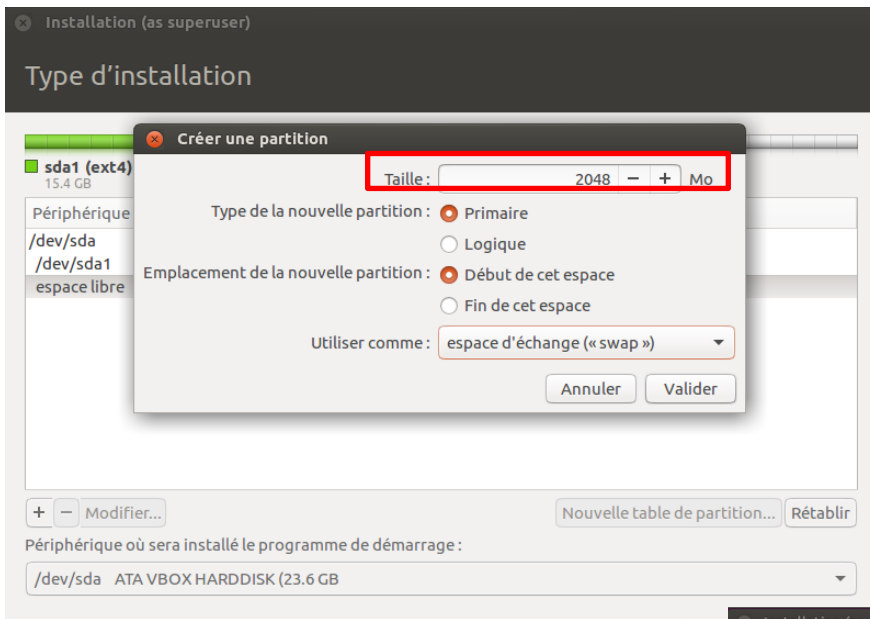 Installation (as superuser)
Type d'installation
Créer une partition
sda1 (ext4)
15.4 GB
Taille : 2048 − + Mo
Périphérique
Type de la nouvelle partition : Primaire
/dev/sda
Logique
/dev/sda1
Emplacement de la nouvelle partition : Début de cet espace
espace libre
Fin de cet espace
Utiliser comme : espace d'échange (« swap »)
Annuler Valider
+ − Modifier... Nouvelle table de partition... Rétablir
Périphérique où sera installé le programme de démarrage :
/dev/sda ATA VBOX HARDDISK (23.6 GB